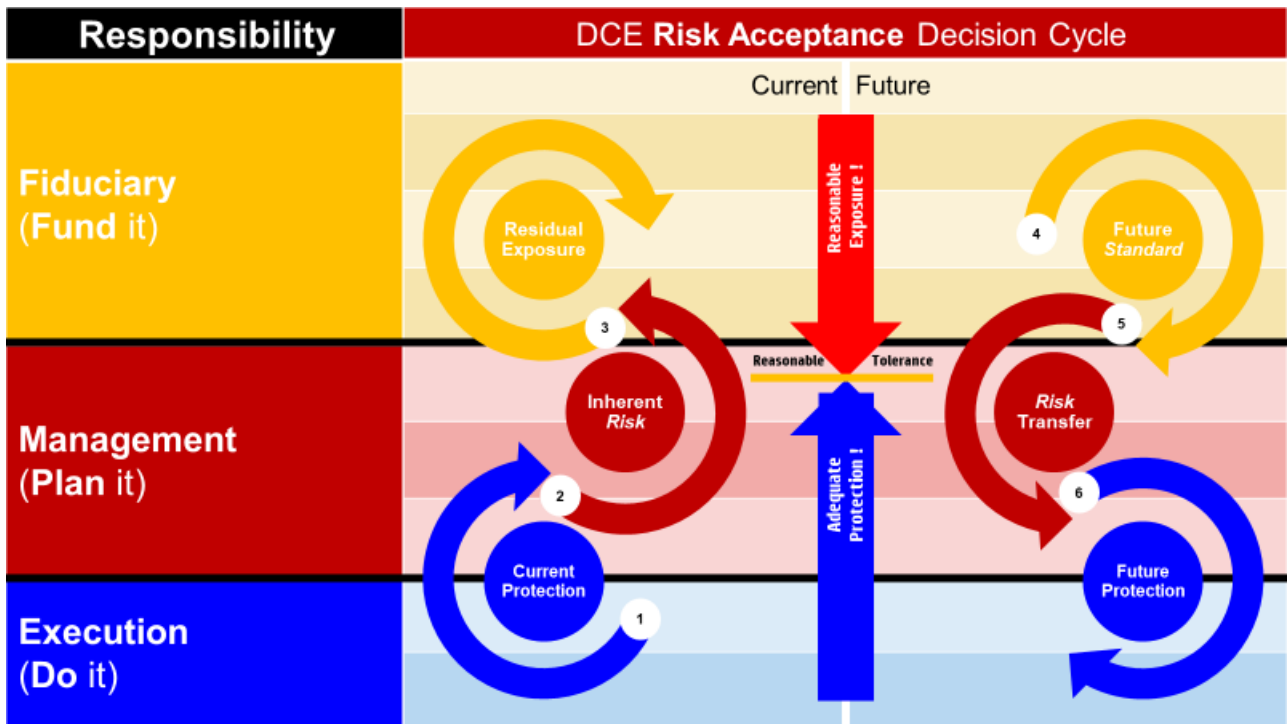 Responsibility
DCE Risk Acceptance Decision Cycle
Current Future
Fiduciary
(Fund it)
Residual
Exposure
3
Reasonable
Exposure !
4
Future
Standard
5
Reasonable Tolerance
Management
(Plan it)
Inherent
Risk
2
Risk
Transfer
6
Adequate
Protection !
Execution
(Do it)
Current
Protection
1
Future
Protection